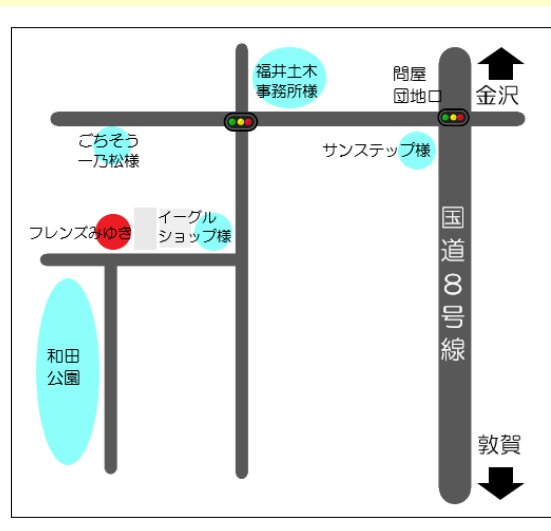 福井土木
事務所様
問屋
団地口
金沢
ごちそう
一乃松様
サンステップ様
イーグル
ショップ様
フレンズみゆき
国道8号線
和田
公園
敦賀